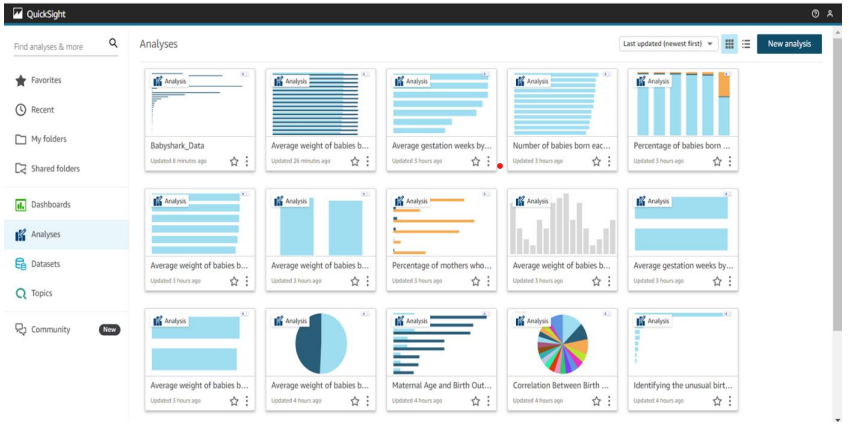 QuickSight
Find analyses & more
Favorites
Recent
My folders
Shared folders
Dashboards
Analyses
Datasets
Topics
Community
New
Analyses
Last updated (newest first)
New analysis
Analysis
Analysis
Analysis
Analysis
Analysis
Babyshark_Data
Average weight of babies b...
Average gestation weeks by...
Number of babies born eac...
Percentage of babies born ...
Updated 8 minutes ago
Updated 26 minutes ago
Updated 3 hours ago
Updated 3 hours ago
Updated 3 hours ago
Analysis
Analysis
Analysis
Analysis
Analysis
Average weight of babies b...
Average weight of babies b...
Percentage of mothers who...
Average weight of babies b...
Average gestation weeks by...
Updated 3 hours ago
Updated 3 hours ago
Updated 3 hours ago
Updated 3 hours ago
Updated 3 hours ago
Analysis
Analysis
Analysis
Analysis
Analysis
Average weight of babies b...
Average weight of babies b...
Maternal Age and Birth Out...
Correlation Between Birth ...
Identifying the unusual birt...
Updated 3 hours ago
Updated 4 hours ago
Updated 4 hours ago
Updated 4 hours ago
Updated 4 hours ago